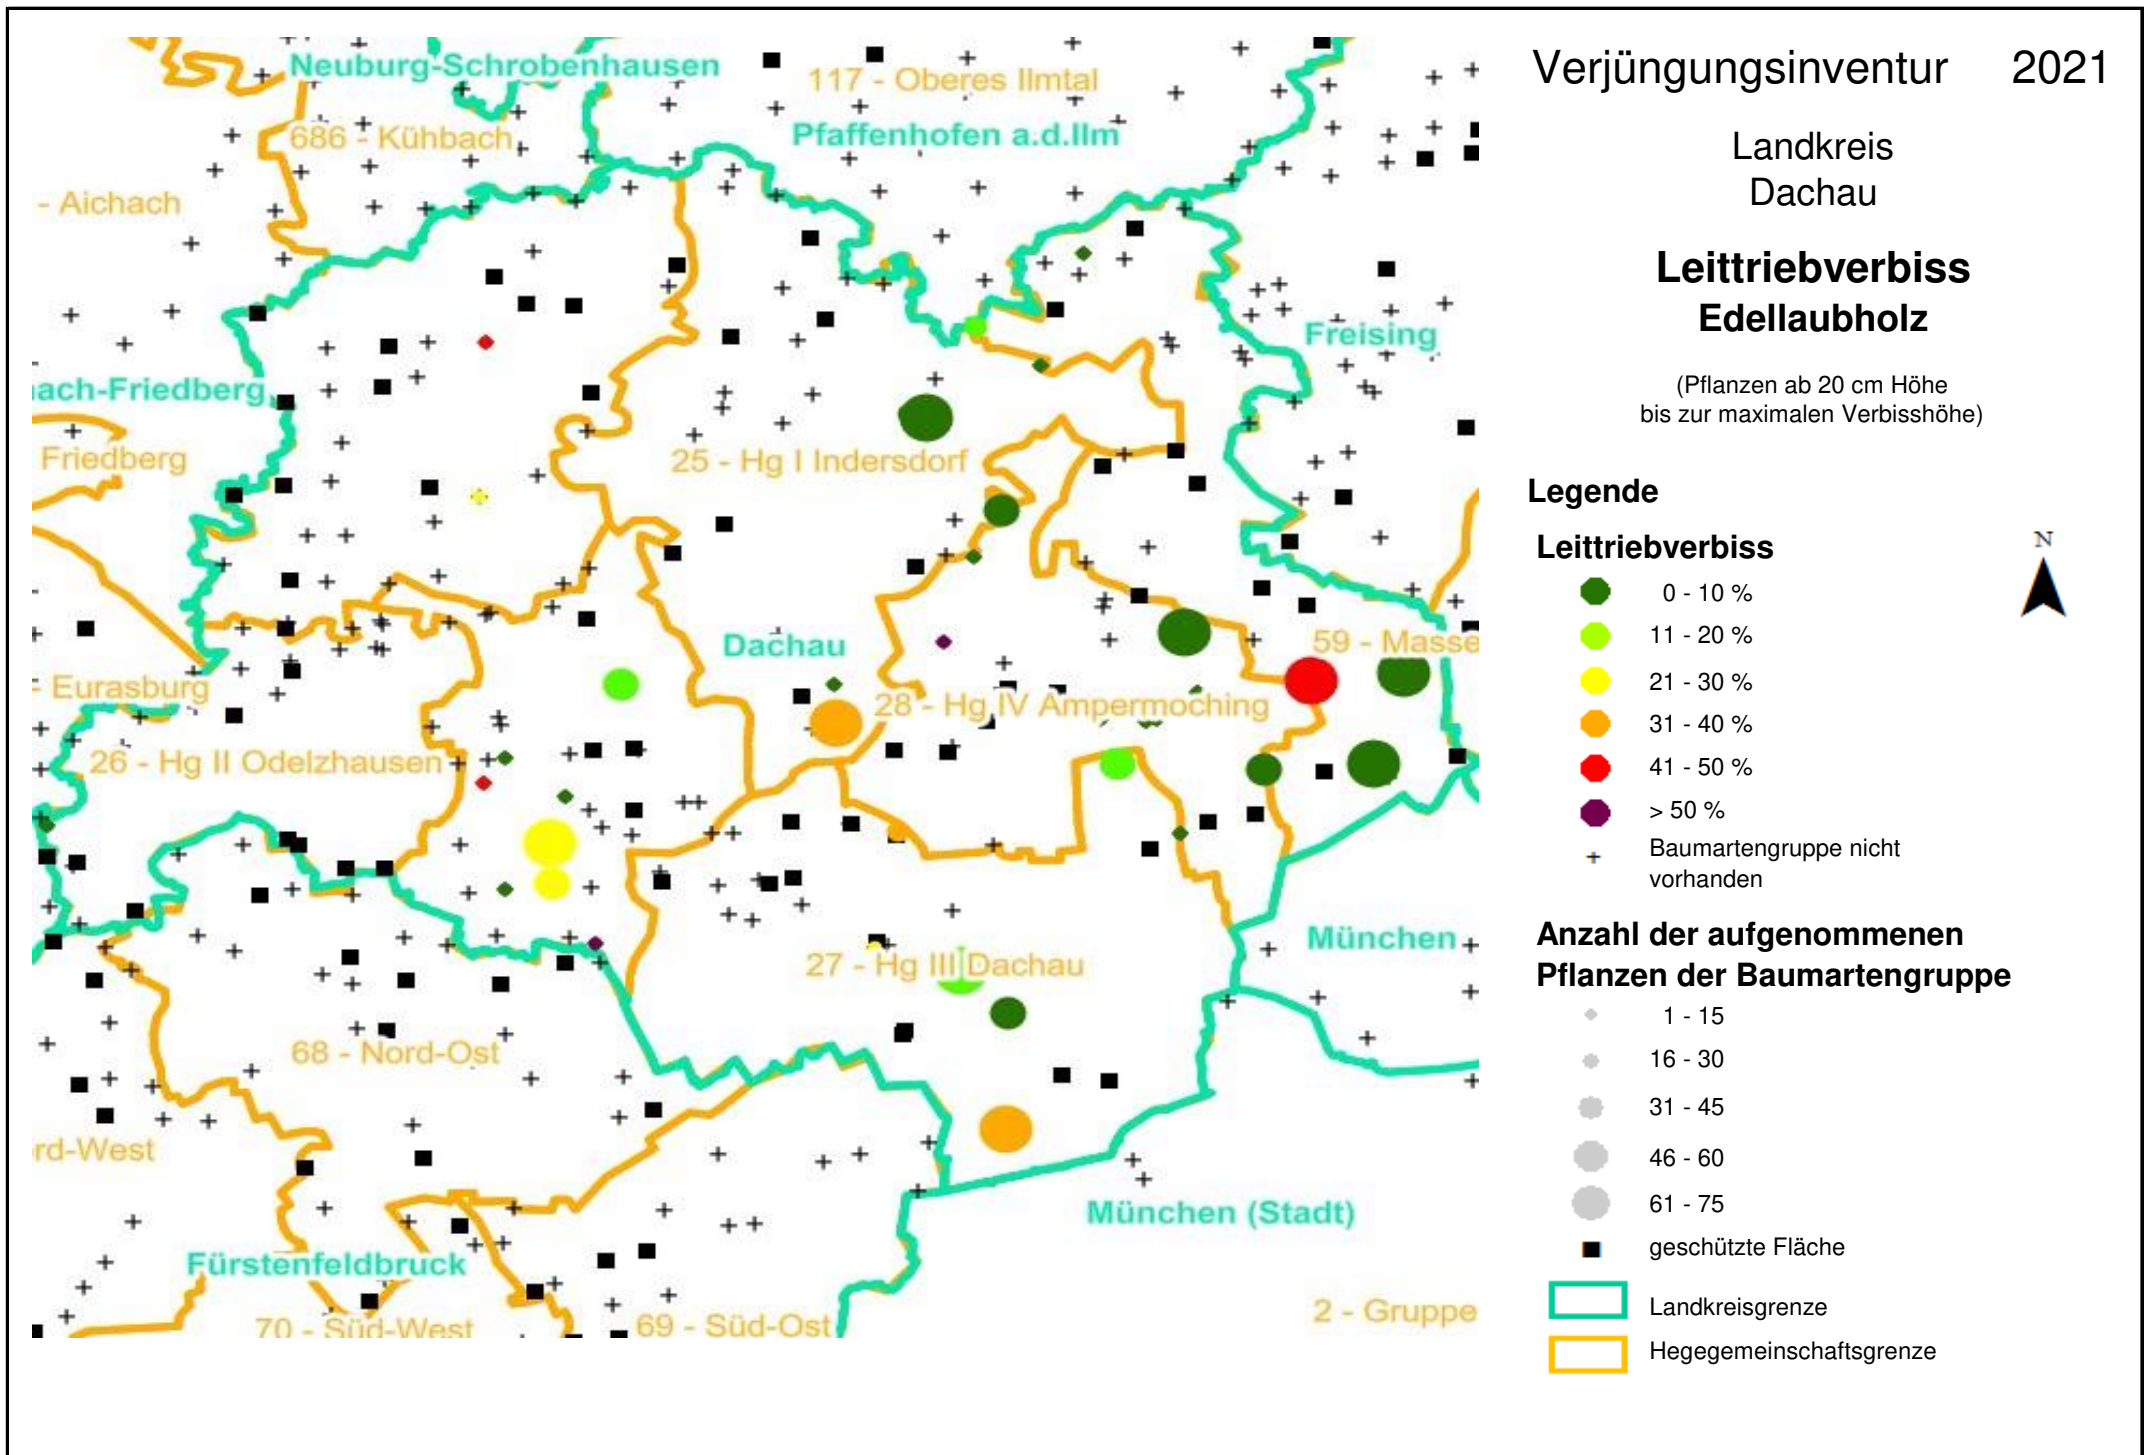 Verjüngungsinventur 2021
Landkreis
Dachau
Leittriebverbiss
Edellaubholz
(Pflanzen ab 20 cm Höhe
bis zur maximalen Verbisshöhe)
Legende
Leittriebverbiss
N
0 - 10 %
11 - 20 %
21 - 30 %
31 - 40 %
41 - 50 %
> 50 %
Baumartengruppe nicht
vorhanden
Anzahl der aufgenommenen
Pflanzen der Baumartengruppe
1 - 15
16 - 30
31 - 45
46 - 60
61 - 75
geschützte Fläche
Landkreisgrenze
Hegegemeinschaftsgrenze
Neuburg-Schrobenhausen
117 - Oberes Ilmtal
686 - Kühbach
Pfaffenhofen a.d.Ilm
- Aichach
Freising
ach-Friedberg
Friedberg
25 - Hg I Indersdorf
Dachau
59 - Masse
- Eurasburg
28 - Hg IV Ampermoching
26 - Hg II Odelzhausen
München
27 - Hg III Dachau
68 - Nord-Ost
rd-West
München (Stadt)
Fürstenfeldbruck
2 - Gruppe
70 - Süd-West
69 - Süd-Ost